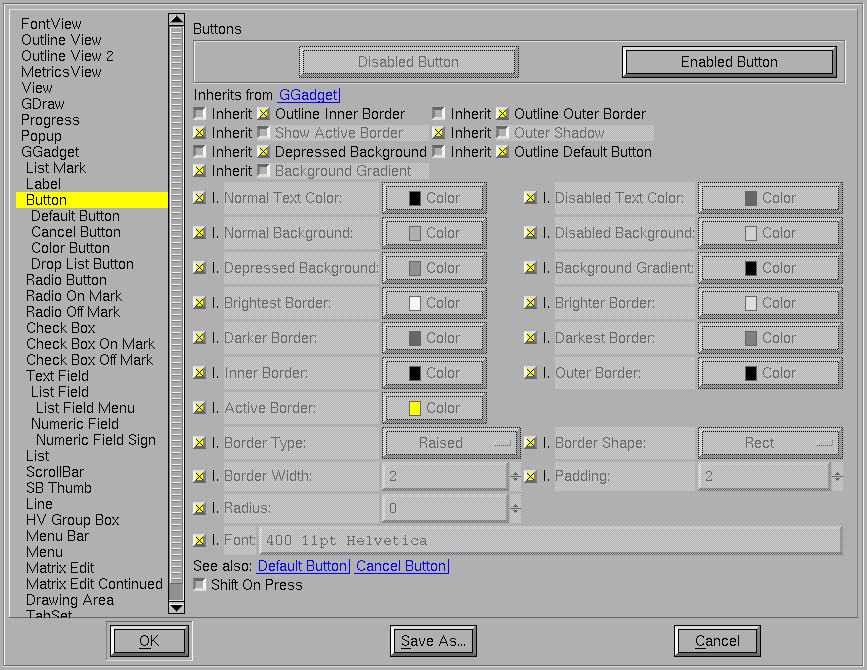 FontView
Outline View
Outline View 2
MetricsView
View
GDraw
Progress
Popup
GGadget
List Mark
Label
Button
Default Button
Cancel Button
Color Button
Drop List Button
Radio Button
Radio On Mark
Radio Off Mark
Check Box
Check Box On Mark
Check Box Off Mark
Text Field
List Field
List Field Menu
Numeric Field
Numeric Field Sign
List
ScrollBar
SB Thumb
Line
HV Group Box
Menu Bar
Menu
Matrix Edit
Matrix Edit Continued
Drawing Area
TabSet
Buttons
Disabled Button Enabled Button
Inherits from GGadget
Inherit Outline Inner Border Inherit Outline Outer Border
Inherit Show Active Border Inherit Outer Shadow
Inherit Depressed Background Inherit Outline Default Button
Inherit Background Gradient
I. Normal Text Color: Color I. Disabled Text Color: Color
I. Normal Background: Color I. Disabled Background: Color
I. Depressed Background: Color I. Background Gradient: Color
I. Brightest Border: Color I. Brighter Border: Color
I. Darker Border: Color I. Darkest Border: Color
I. Inner Border: Color I. Outer Border: Color
I. Active Border: Color
I. Border Type: Raised I. Border Shape: Rect
I. Border Width: 2 I. Padding: 2
I. Radius: 0
I. Font: 400 11pt Helvetica
See also: Default Button Cancel Button
Shift On Press
OK Save As... Cancel